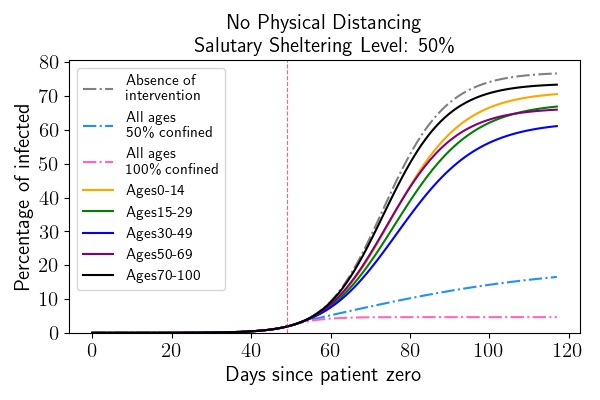 No Physical Distancing
Salutary Sheltering Level: 50%
Percentage of infected
80
70
60
50
40
30
20
10
0
Absence of
intervention
All ages
50% confined
All ages
100% confined
Ages0-14
Ages15-29
Ages30-49
Ages50-69
Ages70-100
0 20 40 60 80 100 120
Days since patient zero